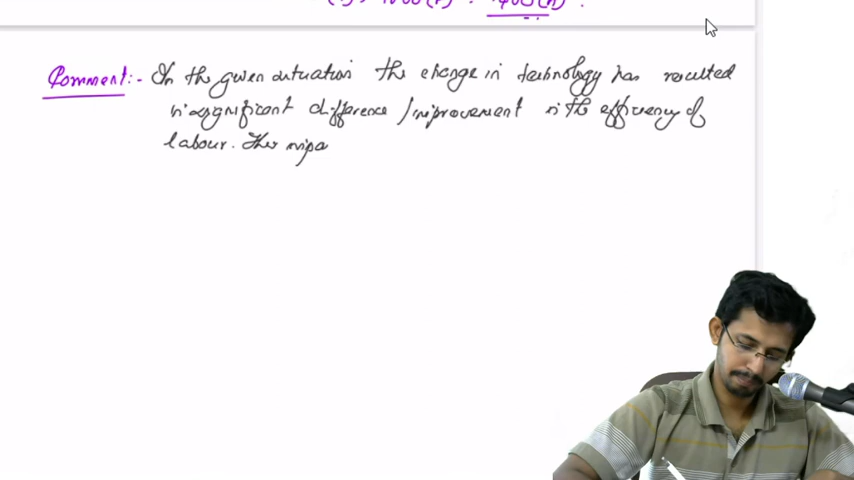 Comment:- In the given situation the change in technology has resulted
in significant difference / improvement in the efficiency of
labour. The impa